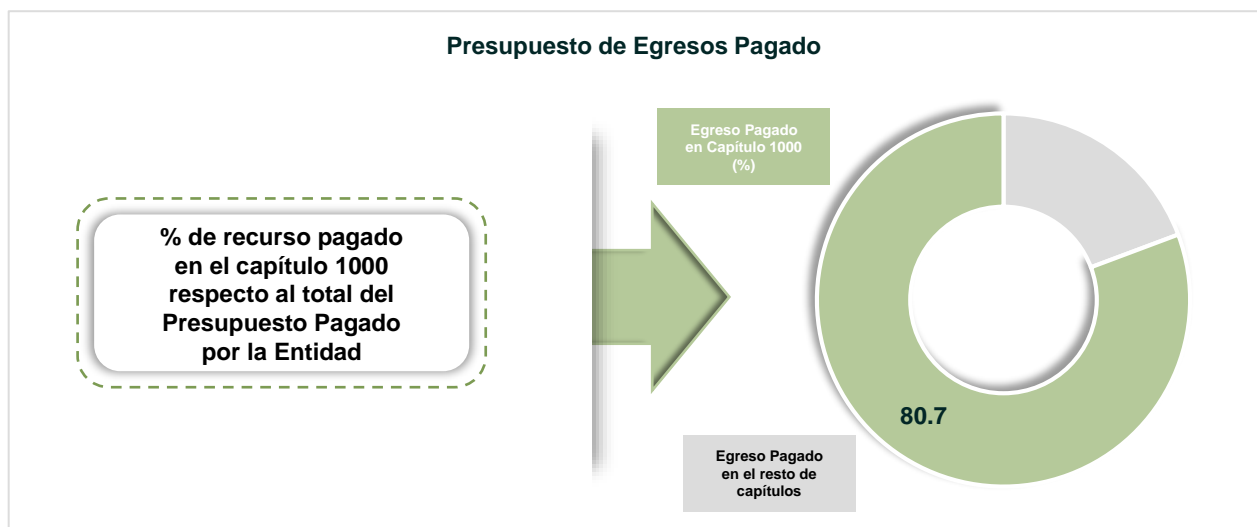 Presupuesto de Egresos Pagado
% de recurso pagado
en el capítulo 1000
respecto al total del
Presupuesto Pagado
por la Entidad
Egreso Pagado
en Capítulo 1000
(%)
80.7
Egreso Pagado
en el resto de
capítulos